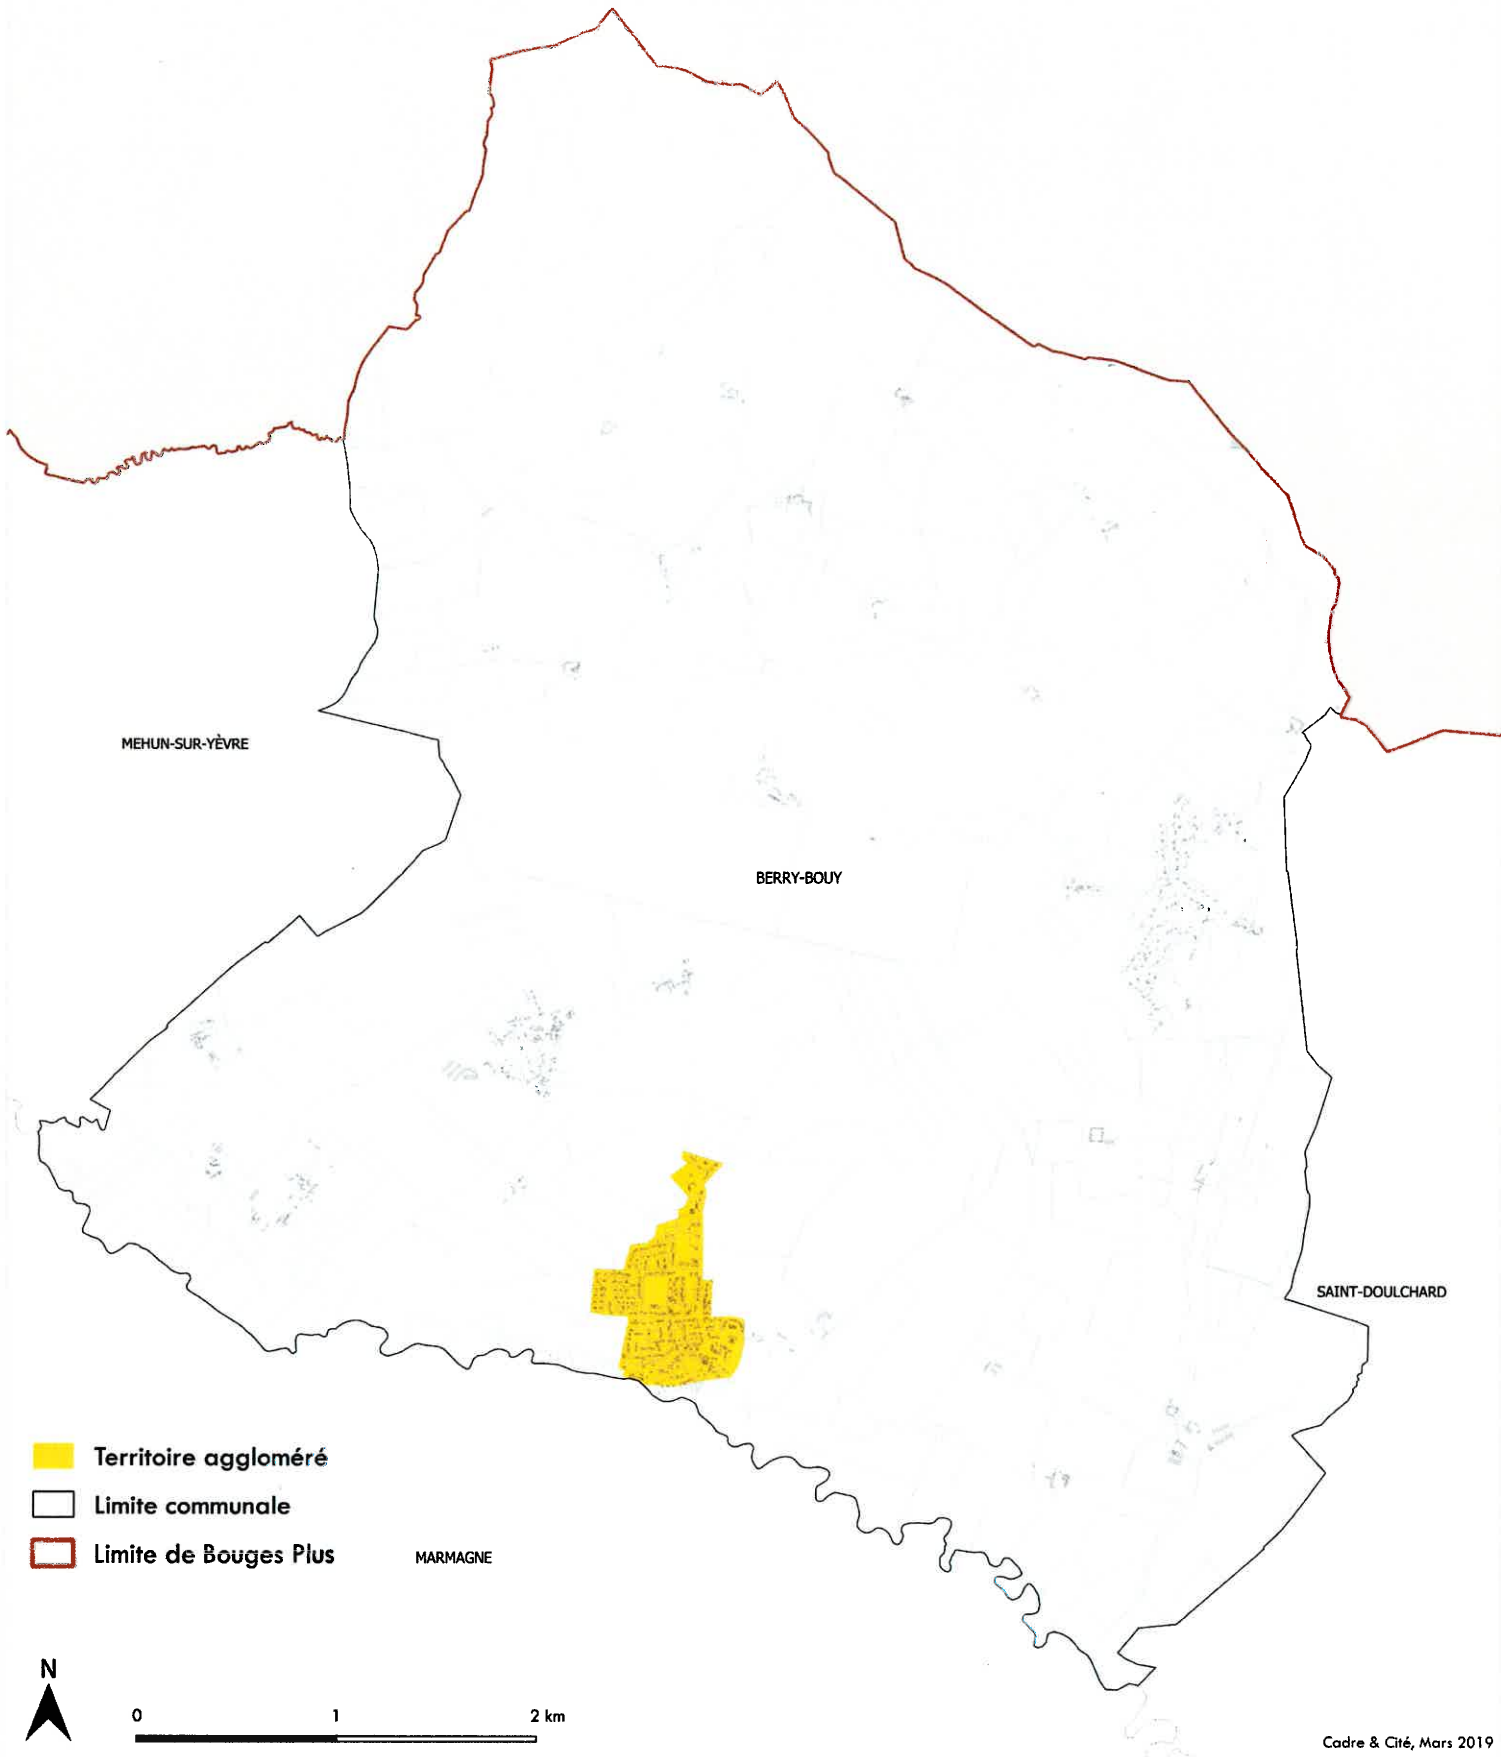 MEHUN-SUR-YÈVRE
BERRY-BOUY
SAINT-DOULCHARD
Territoire aggloméré
Limite communale
Limite de Bouges Plus
MARMAGNE
N
0 1 2 km
Cadre & Cité, Mars 2019